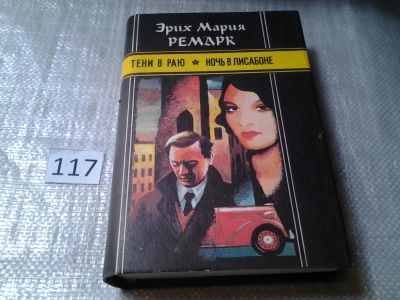 Эрих Мария
РЕМАРК
ТЕНИ В РАЮ * НОЧЬ В ЛИСАБОНЕ
117